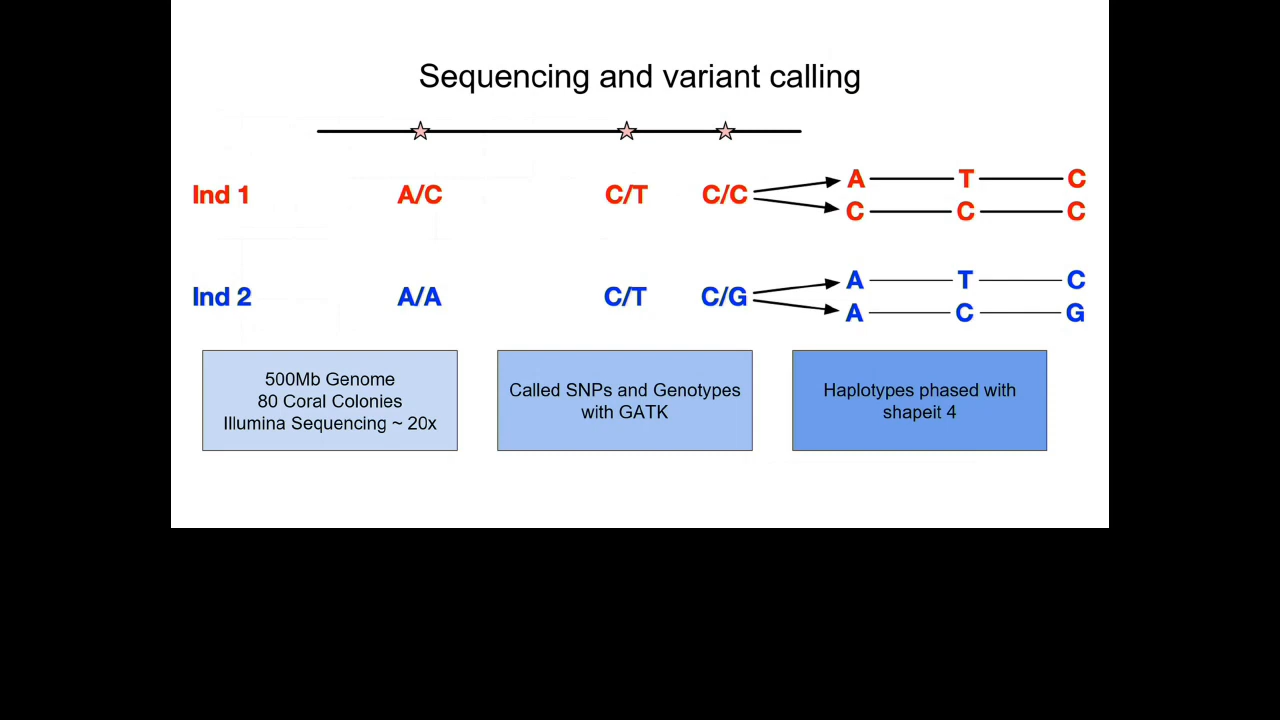 Sequencing and variant calling
Ind 1 A/C C/T C/C
A T C
C C C
Ind 2 A/A C/T C/G
A T C
A C G
500Mb Genome
80 Coral Colonies
Illumina Sequencing ~ 20x
Called SNPs and Genotypes
with GATK
Haplotypes phased with
shapeit 4